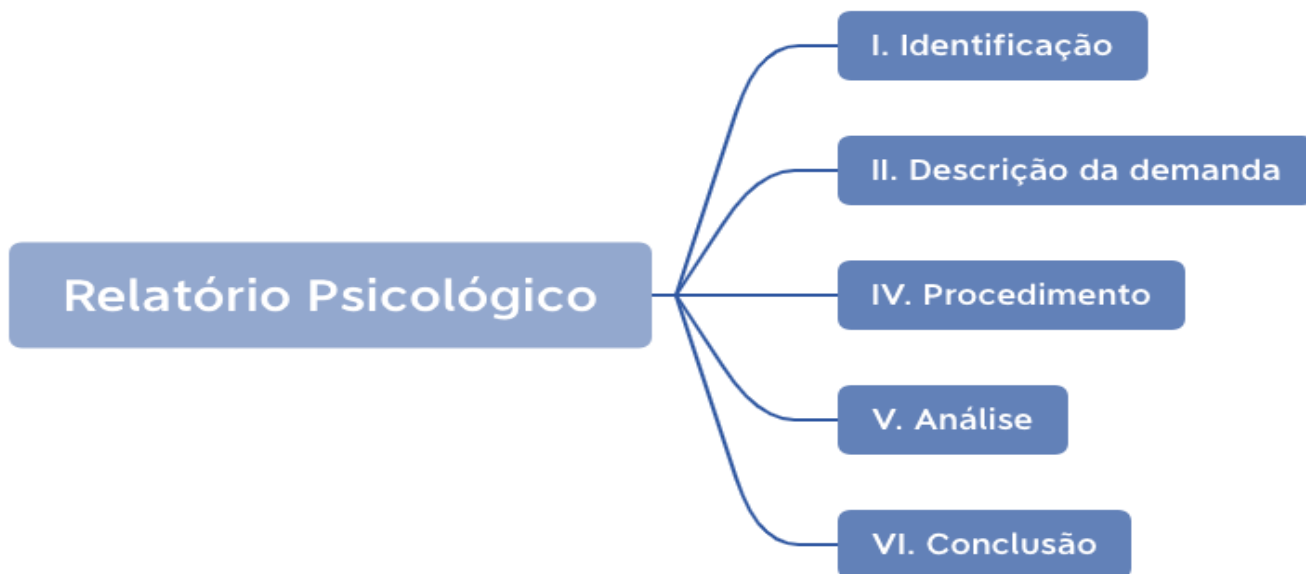 Relatório Psicológico
I. Identificação
II. Descrição da demanda
IV. Procedimento
V. Análise
VI. Conclusão